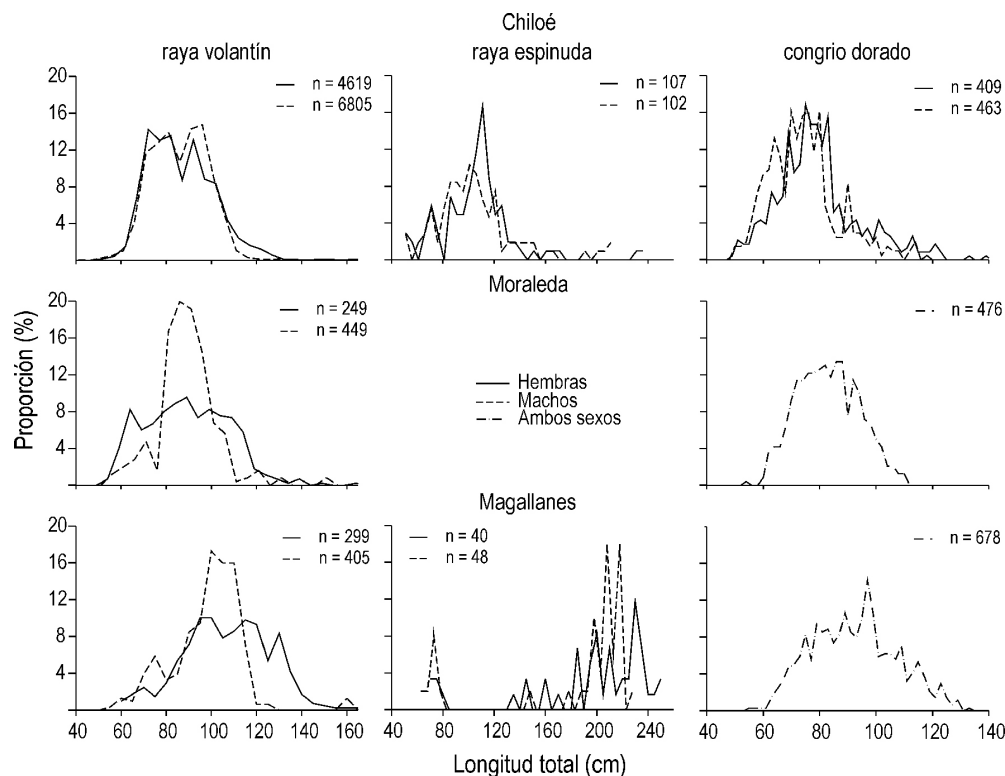 Chiloé
raya volantín raya espinuda congrio dorado
20
16
12
8
4
n = 4619
n = 6805
n = 107
n = 102
n = 409
n = 463
Moraleda
20
16
12
8
4
n = 249
n = 449
Hembras
Machos
Ambos sexos
n = 476
Proporción (%)
Magallanes
20
16
12
8
4
n = 299
n = 405
n = 40
n = 48
n = 678
40 60 80 100 120 140 160 40 80 120 160 200 240 40 60 80 100 120 140
Longitud total (cm)